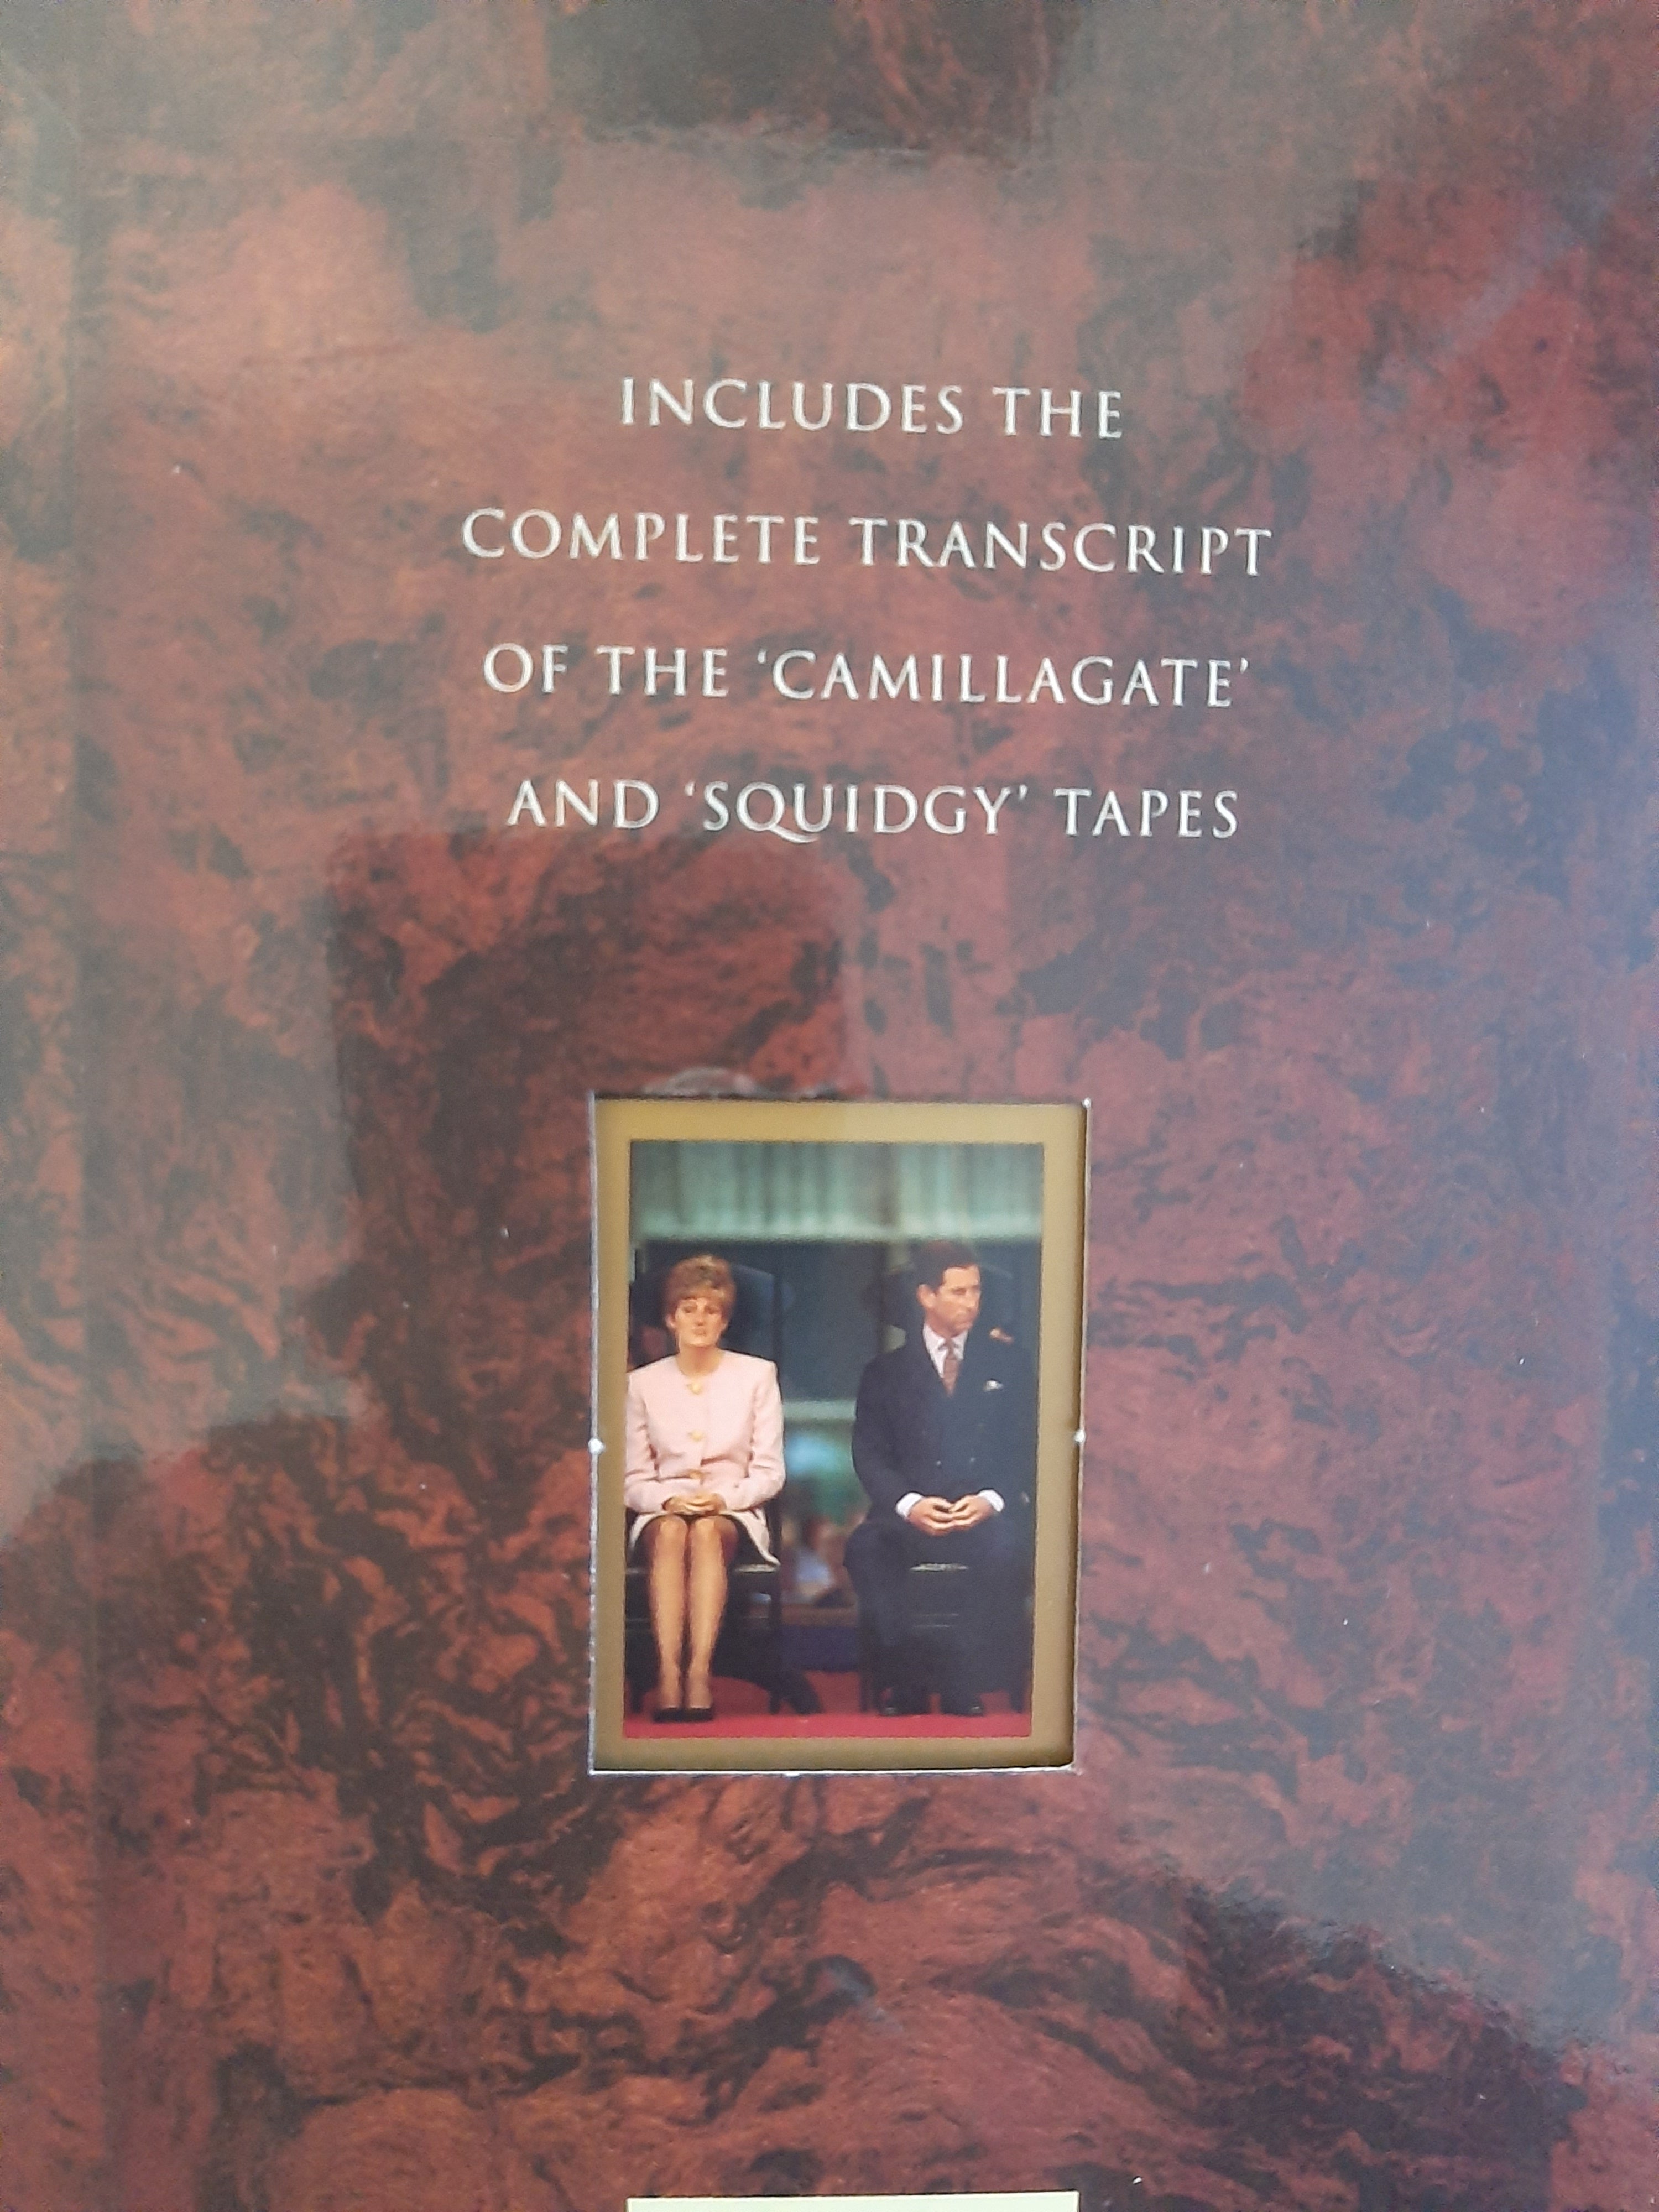 INCLUDES THE
COMPLETE TRANSCRIPT
OF THE ‘CAMILLAGATE’
AND ‘SQUIDGY’ TAPES